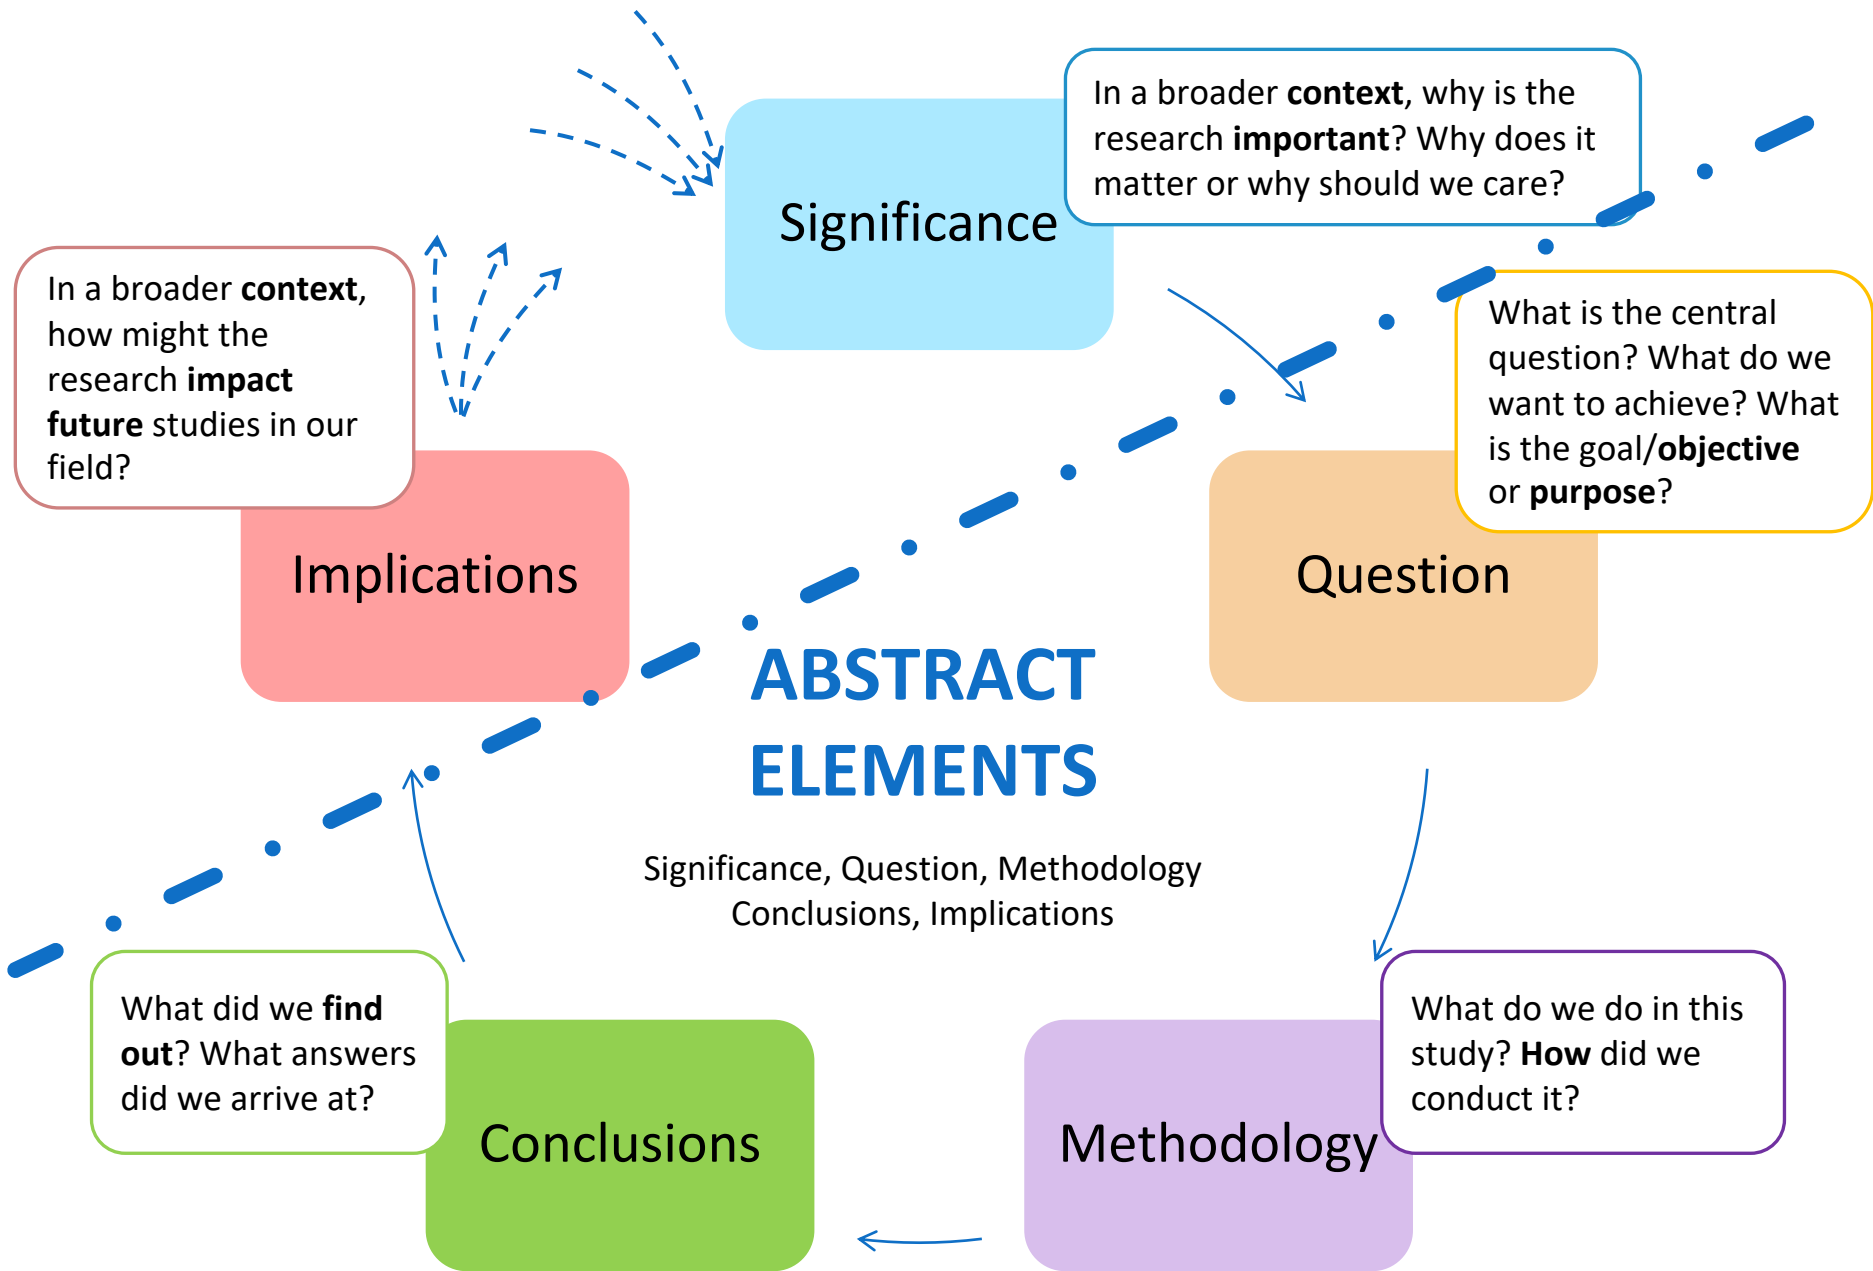 In a broader context, why is the
research important? Why does it
matter or why should we care?
Significance
In a broader context,
how might the
research impact
future studies in our
field?
Implications
What is the central
question? What do we
want to achieve? What
is the goal/objective
or purpose?
Question
ABSTRACT
ELEMENTS
Significance, Question, Methodology
Conclusions, Implications
What did we find
out? What answers
did we arrive at?
Conclusions
What do we do in this
study? How did we
conduct it?
Methodology